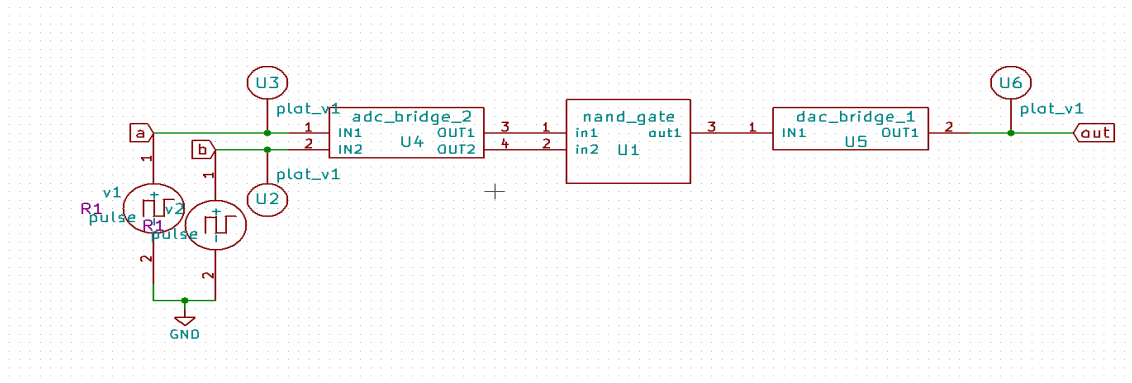 U3
U6
plot_v1
plot_v1
adc_bridge_2
nand_gate
dac_bridge_1
a
1 IN1 OUT1 3
1 in1 out1 3
1 IN1 OUT1 2
out
2 IN2 OUT2 4
U4
2 in2
U1
U5
b
1
1
plot_v1
U2
v1
R1
pulse
+
v2
R1
pulse
+
2
2
GND